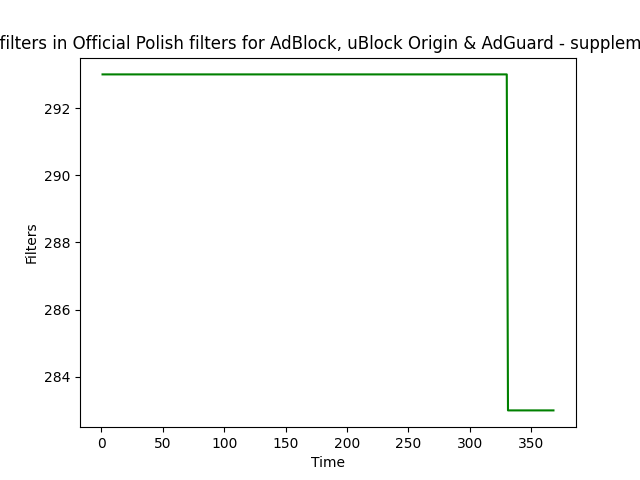 filters in Official Polish filters for AdBlock, uBlock Origin & AdGuard - supplem
292
290
288
286
284
Filters
0 50 100 150 200 250 300 350
Time